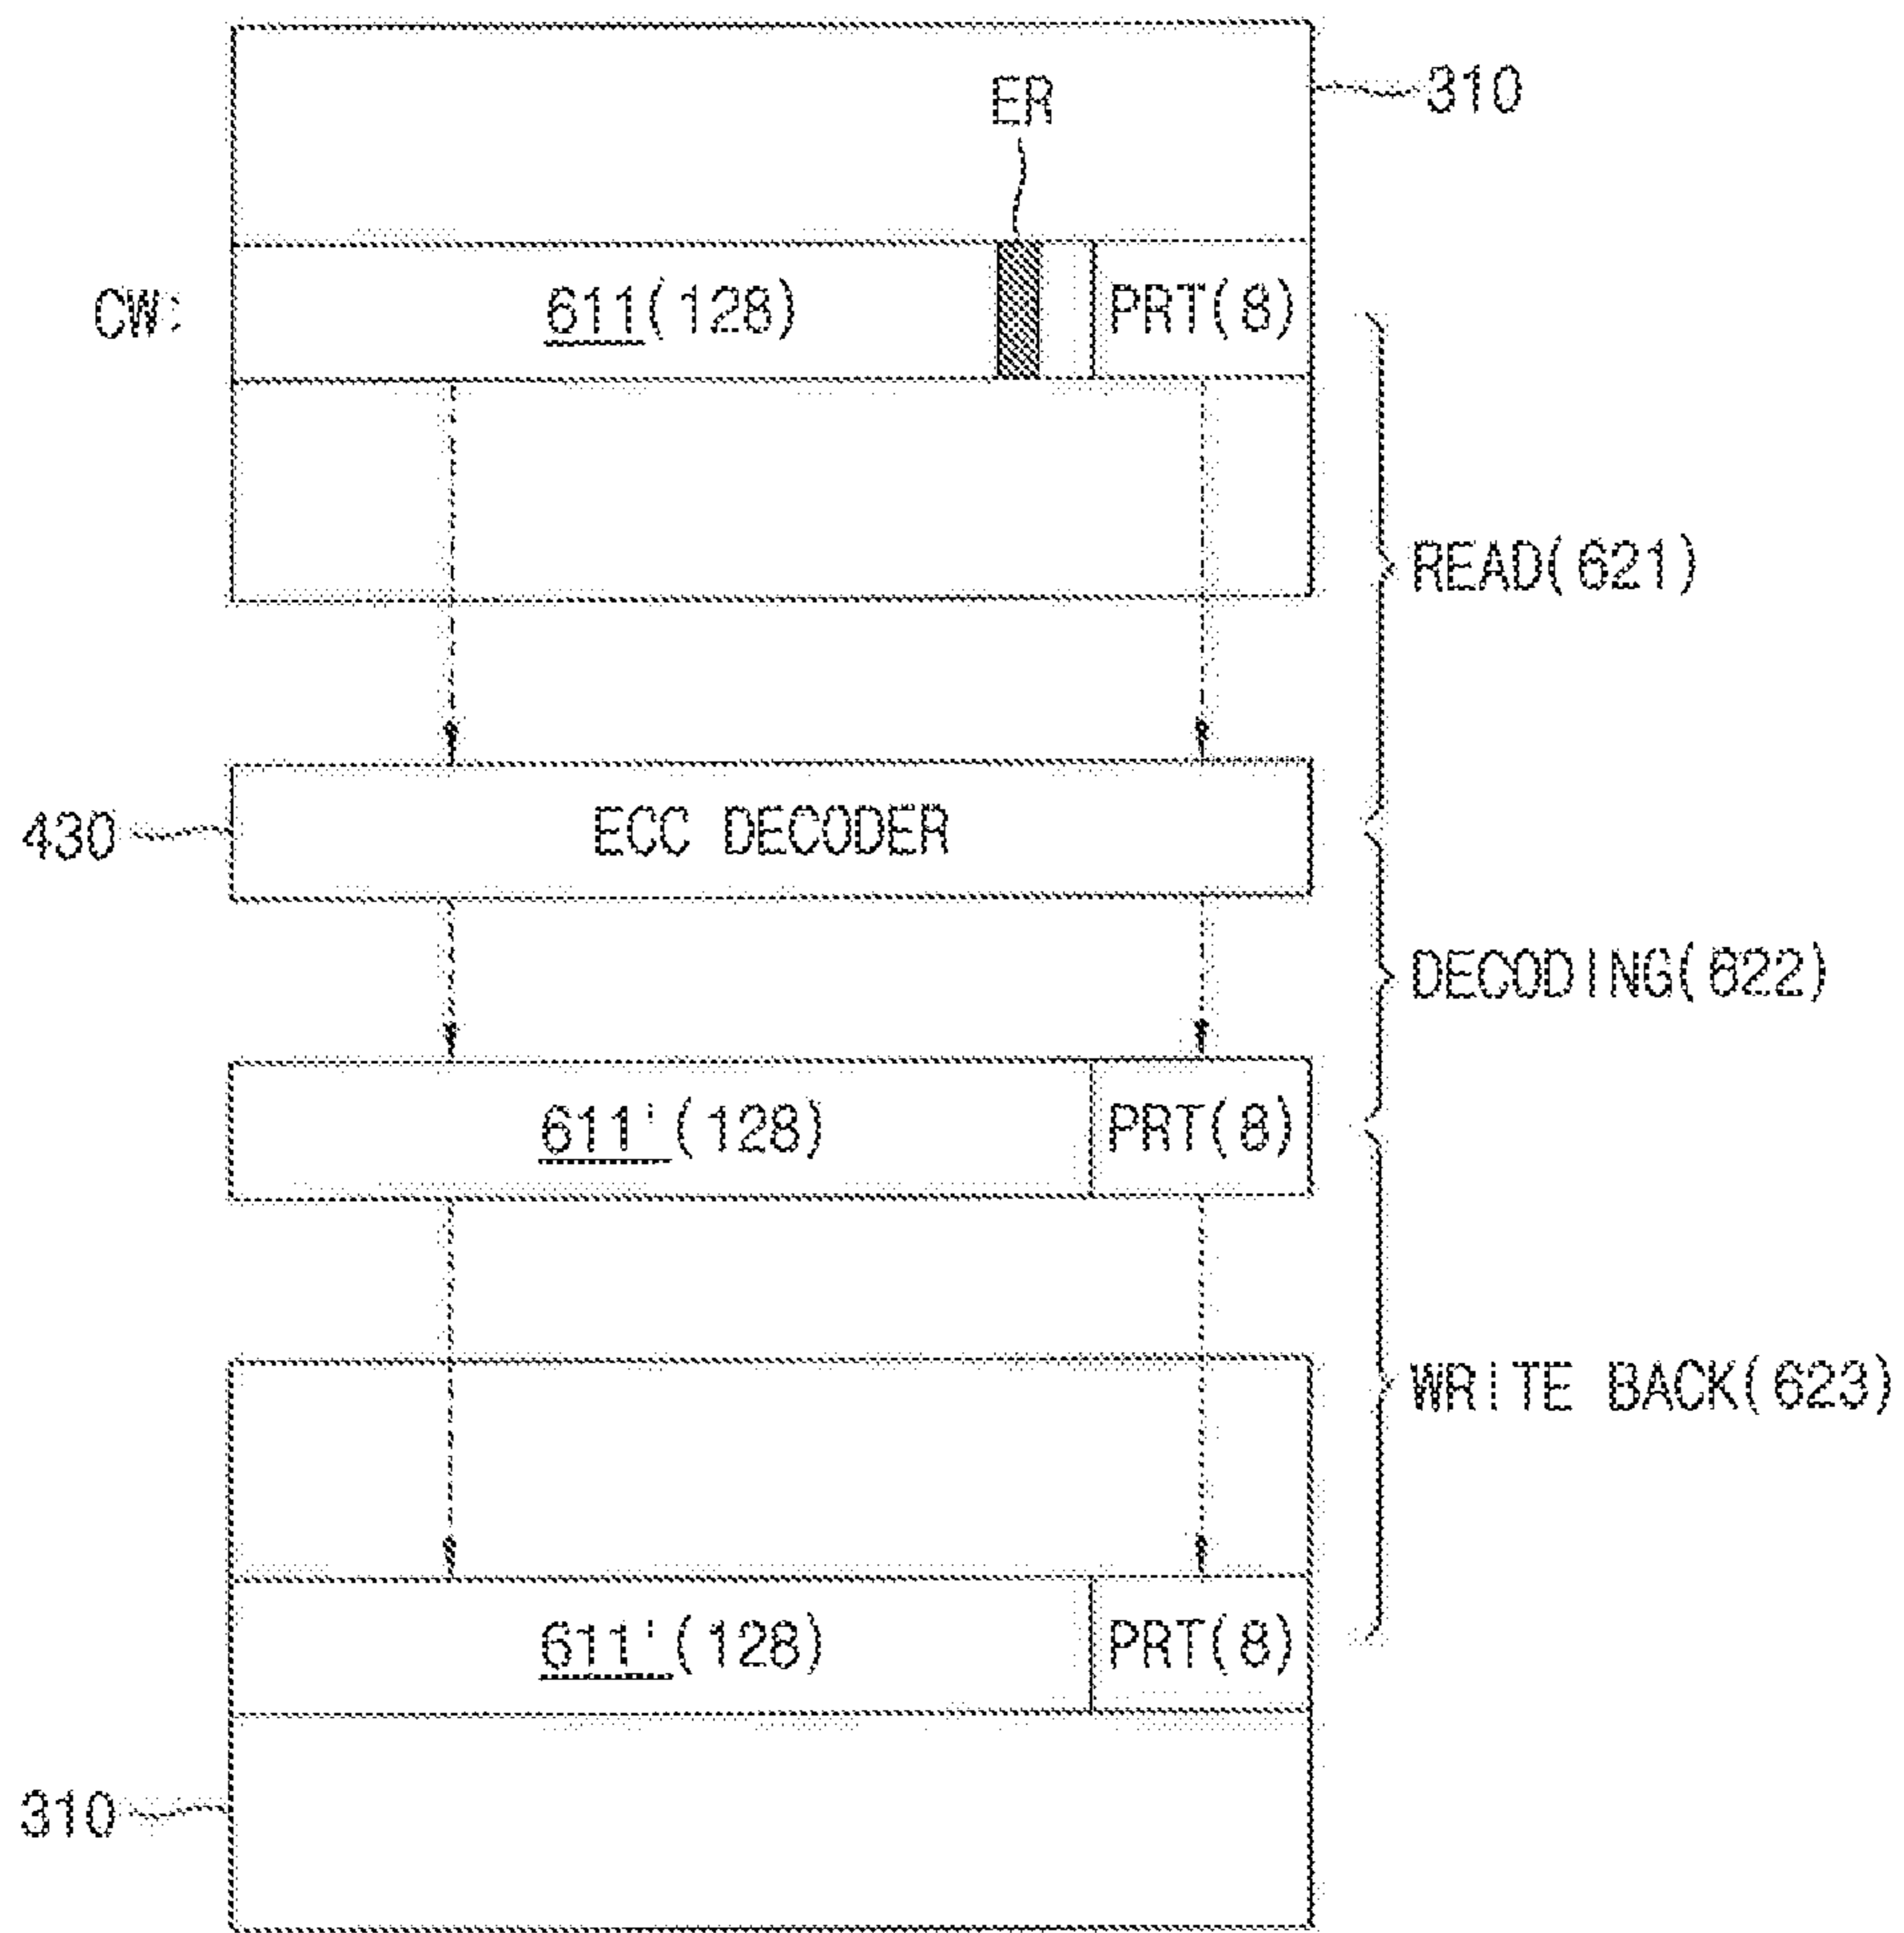 310
ER
CW: 611(128) PRT(8)
READ(621)
430 ECC DECODER
DECODING(622)
611'(128) PRT(8)
WRITE BACK(623)
611'(128) PRT(8)
310